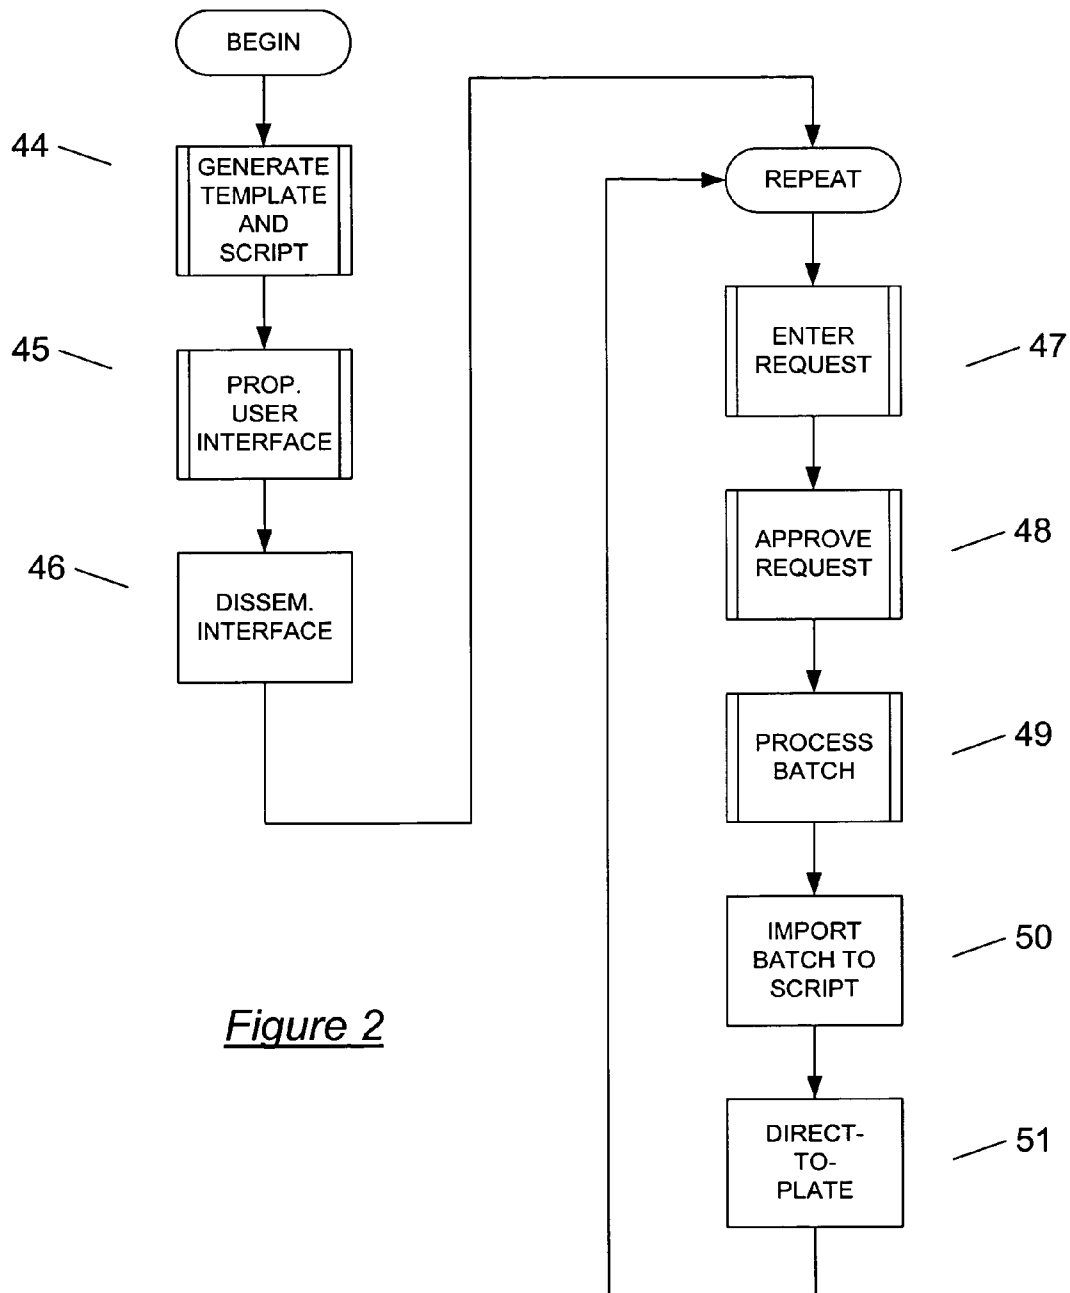 BEGIN
44
GENERATE
TEMPLATE
AND
SCRIPT
45
PROP.
USER
INTERFACE
46
DISSEM.
INTERFACE
REPEAT
ENTER
REQUEST
47
APPROVE
REQUEST
48
PROCESS
BATCH
49
IMPORT
BATCH TO
SCRIPT
50
DIRECT-
TO-
PLATE
51
Figure 2